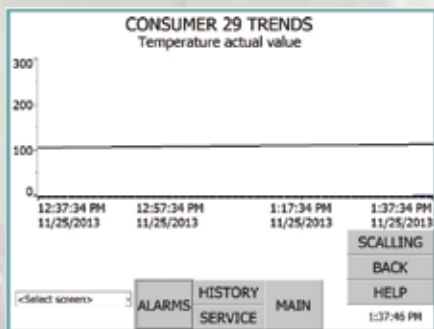 CONSUMER 29 TRENDS
Temperature actual value
300
200
100
0
12:37:34 PM 12:57:34 PM 1:17:34 PM 1:37:34 PM
11/25/2013 11/25/2013 11/25/2013 11/25/2013
SCALLING
BACK
HELP
<Select screen>
ALARMS
HISTORY
SERVICE
MAIN
1:37:46 PM